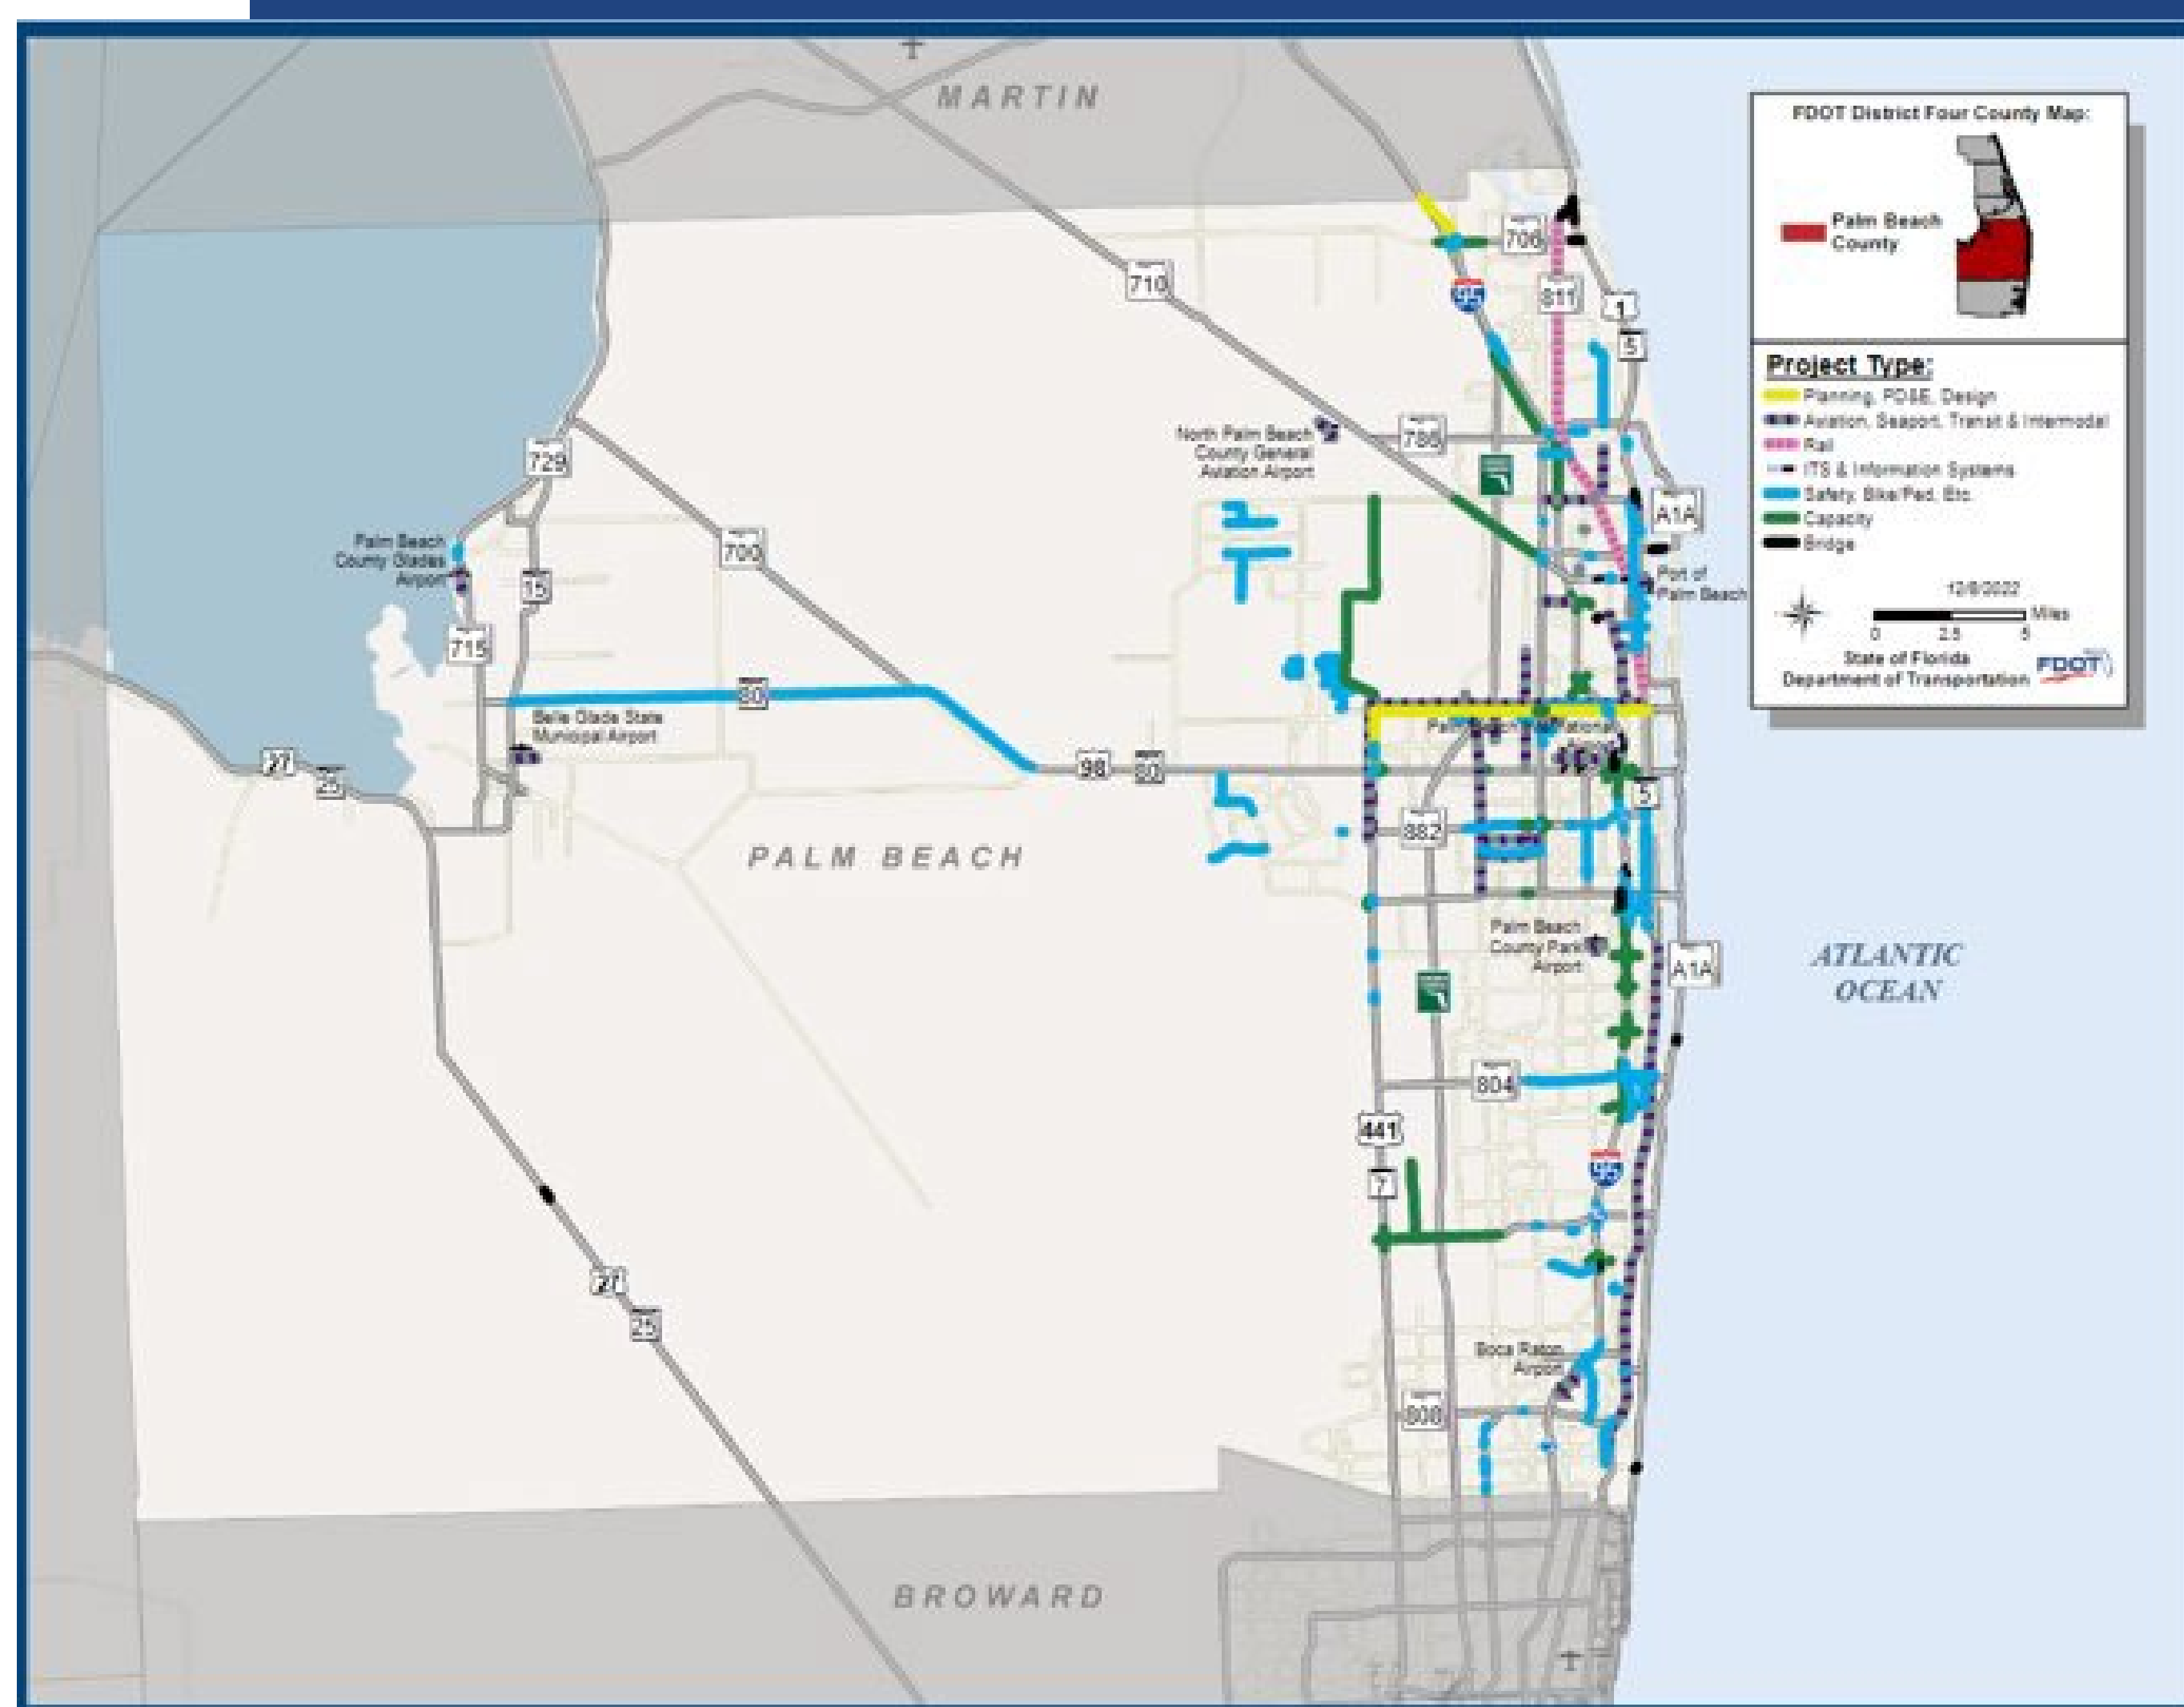 MARTIN
FDOT District Four County Map:
Palm Beach
County
706
710
95
811
1
5
Project Type:
Planning, PD&E, Design
Aviation, Seaport, Transit & Intermodal
Rail
ITS & Information Systems
Safety, Bike/Ped, Etc.
Capacity
Bridge
12/8/2022
Miles
0
2.5
5
State of Florida
Department of Transportation
FDOT
North Palm Beach
County General
Aviation Airport
786
729
A1A
Palm Beach
County Glades
Airport
700
15
Port of
Palm Beach
715
80
Belle Glade State
Municipal Airport
27
25
98
80
5
882
PALM BEACH
Palm Beach
County Park
Airport
A1A
ATLANTIC
OCEAN
804
441
95
7
27
25
Boca Raton
Airport
808
BROWARD